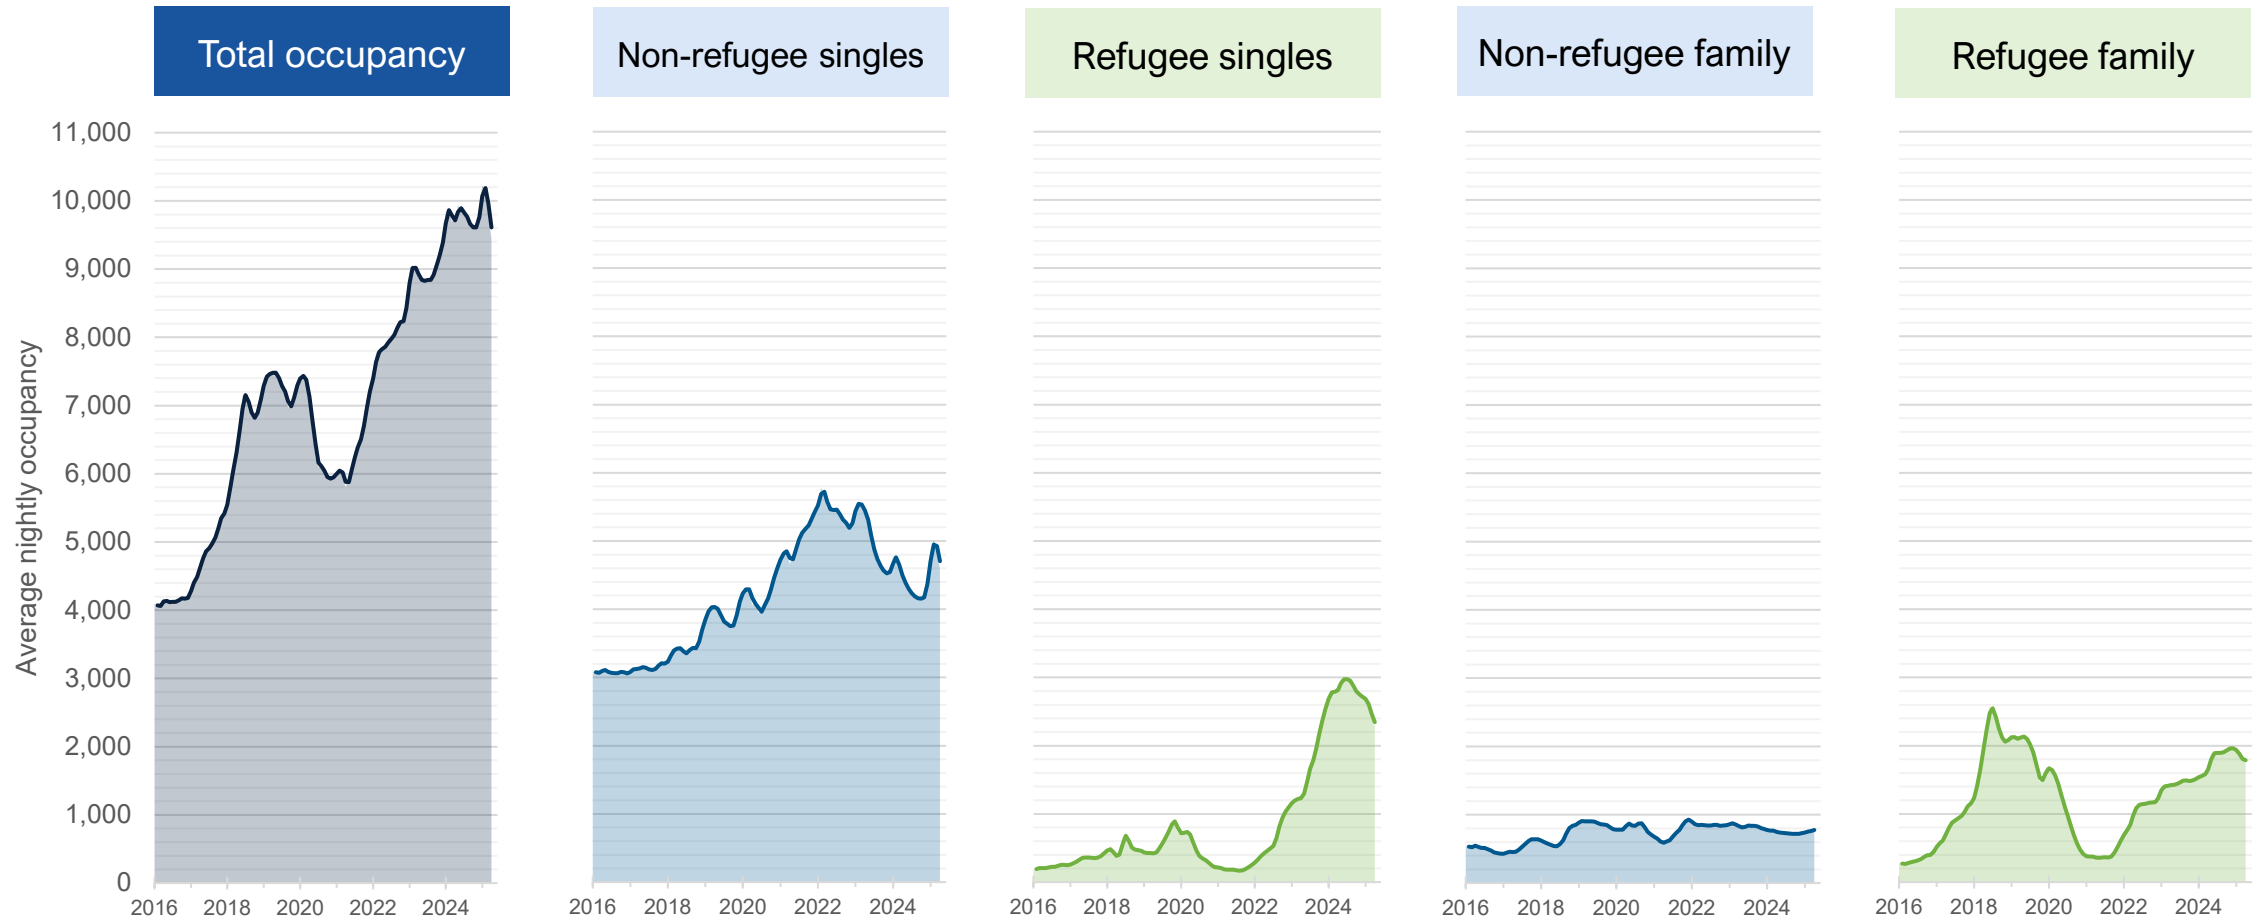 Total occupancy
Non-refugee singles
Refugee singles
Non-refugee family
Refugee family
Average nightly occupancy
11,000
10,000
9,000
8,000
7,000
6,000
5,000
4,000
3,000
2,000
1,000
0
2016 2018 2020 2022 2024
2016 2018 2020 2022 2024
2016 2018 2020 2022 2024
2016 2018 2020 2022 2024
2016 2018 2020 2022 2024